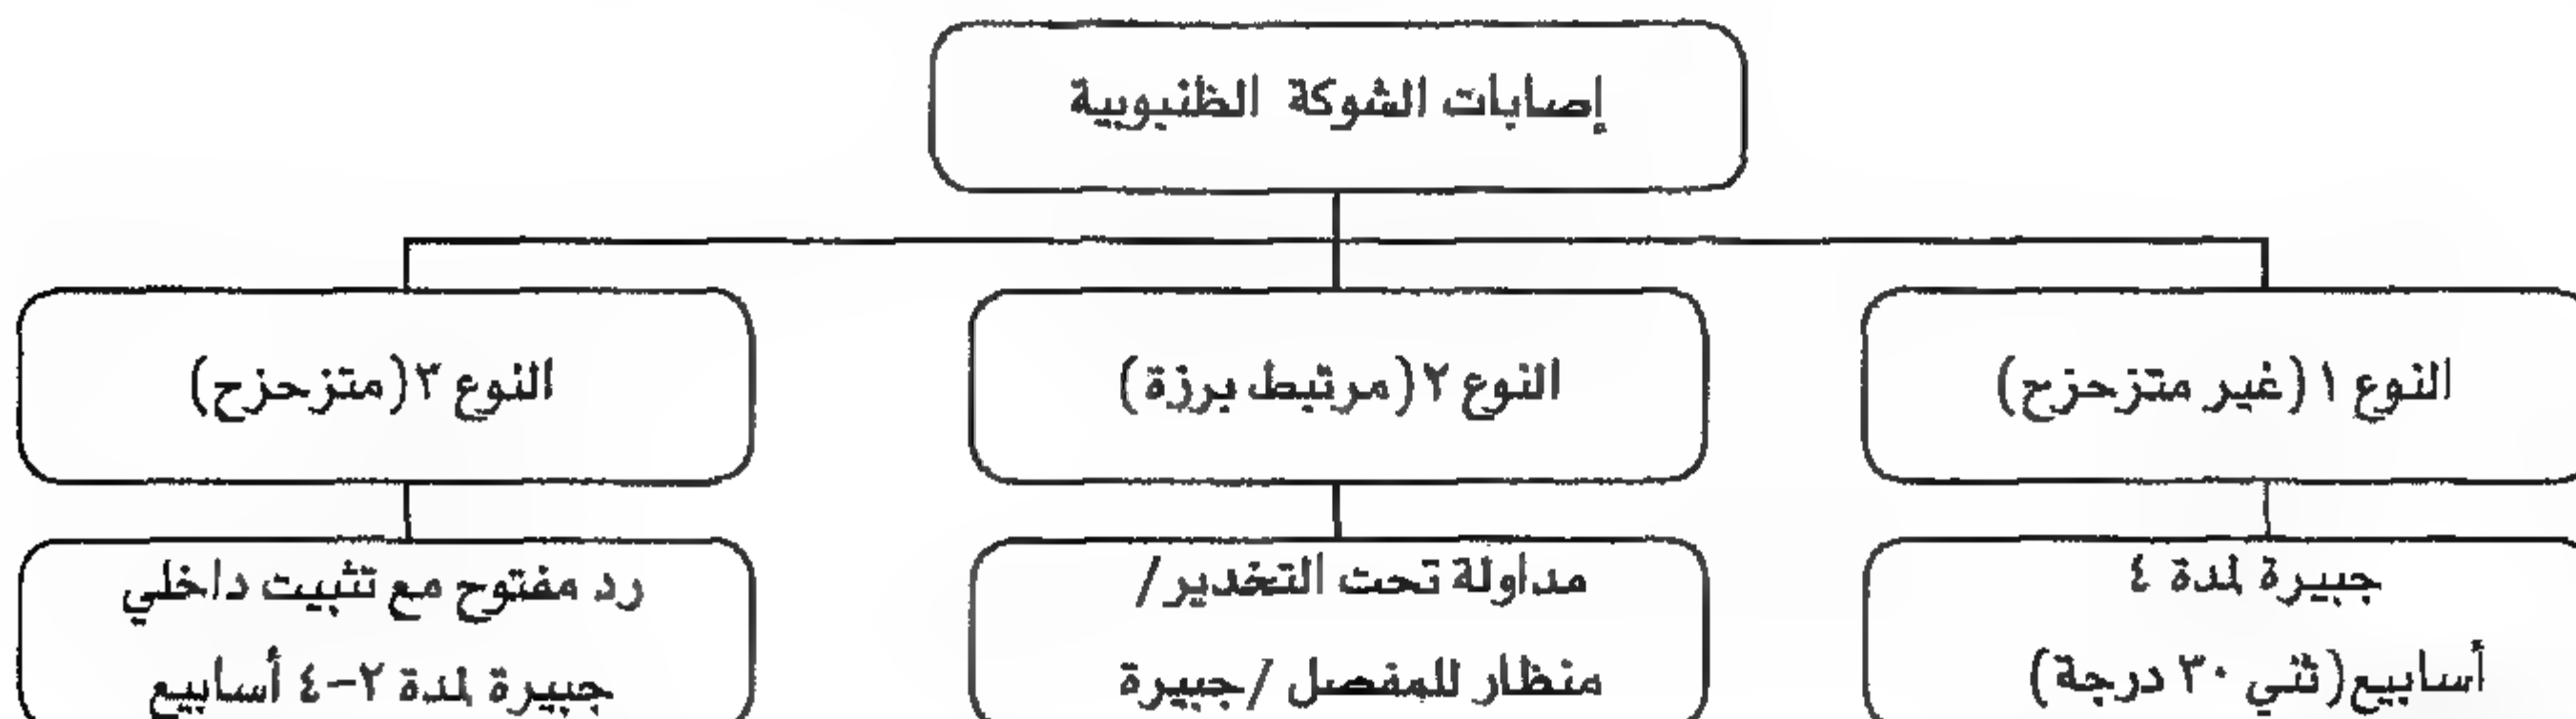 إصابات الشوكة الظنبوبية
النوع ١ (غير متزحزح)
النوع ٢ (مرتبط برزة)
النوع ٣ (متزحزح)
جبيرة لمدة ٤
أسابيع (ثني ٣٠ درجة)
مداولة تحت التخدير /
منظار للمفصل / جبيرة
رد مفتوح مع تثبيت داخلي
جبيرة لمدة ٢-٤ أسابيع